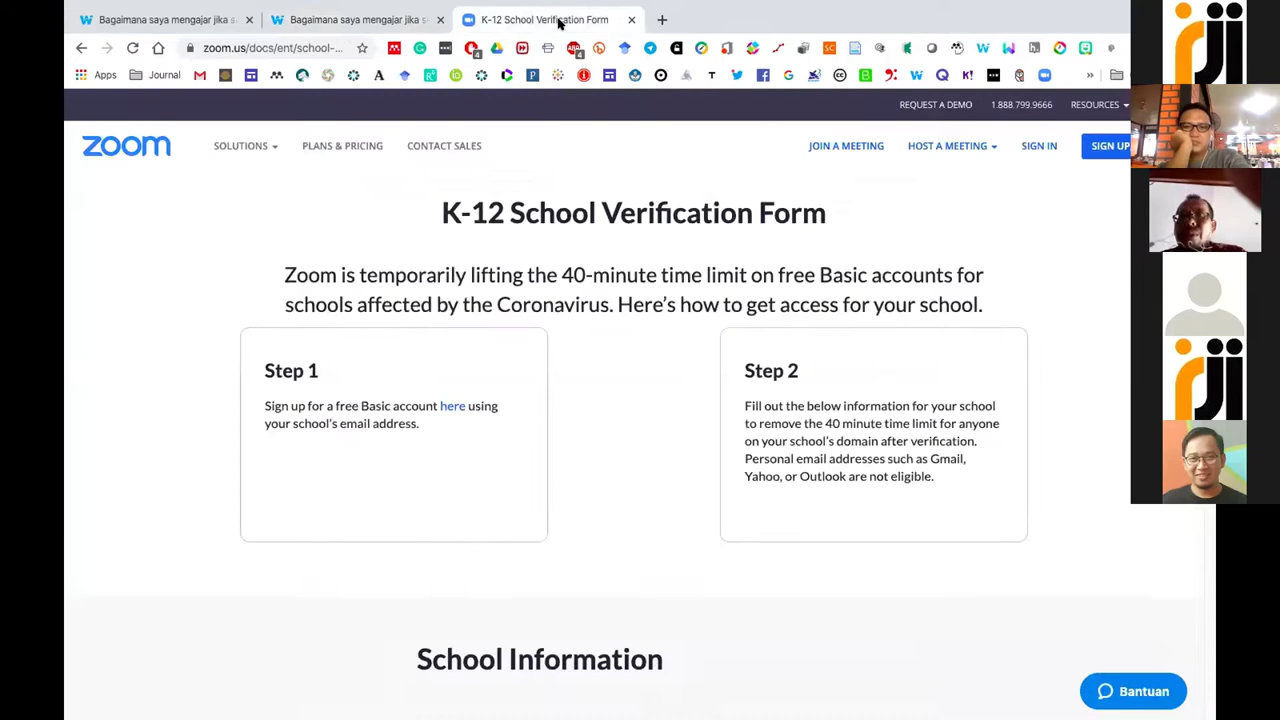 Bagaimana saya mengajar jika s
Bagaimana saya mengajar jika s
K-12 School Verification Form
zoom.us/docs/ent/school-...
Apps
Journal
REQUEST A DEMO
1.888.799.9666
RESOURCES
zoom
SOLUTIONS
PLANS & PRICING
CONTACT SALES
JOIN A MEETING
HOST A MEETING
SIGN IN
SIGN UP
K-12 School Verification Form
Zoom is temporarily lifting the 40-minute time limit on free Basic accounts for
schools affected by the Coronavirus. Here's how to get access for your school.
Step 1
Sign up for a free Basic account here using
your school's email address.
Step 2
Fill out the below information for your school
to remove the 40 minute time limit for anyone
on your school's domain after verification.
Personal email addresses such as Gmail,
Yahoo, or Outlook are not eligible.
School Information
Bantuan
rji
rji